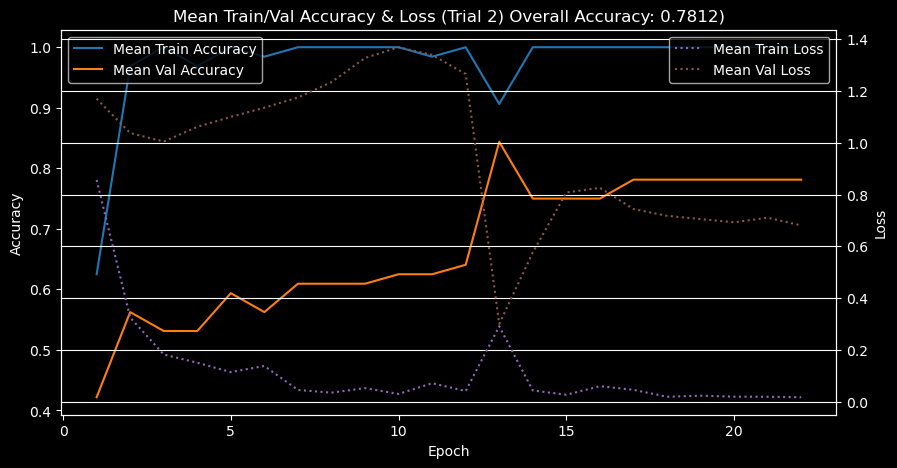 Mean Train/Val Accuracy & Loss (Trial 2) Overall Accuracy: 0.7812)
Mean Train Accuracy
Mean Val Accuracy
Mean Train Loss
Mean Val Loss
Accuracy
1.0
0.9
0.8
0.7
0.6
0.5
0.4
1.4
1.2
1.0
0.8
0.6
0.4
0.2
0.0
Loss
0
5
10
15
20
Epoch